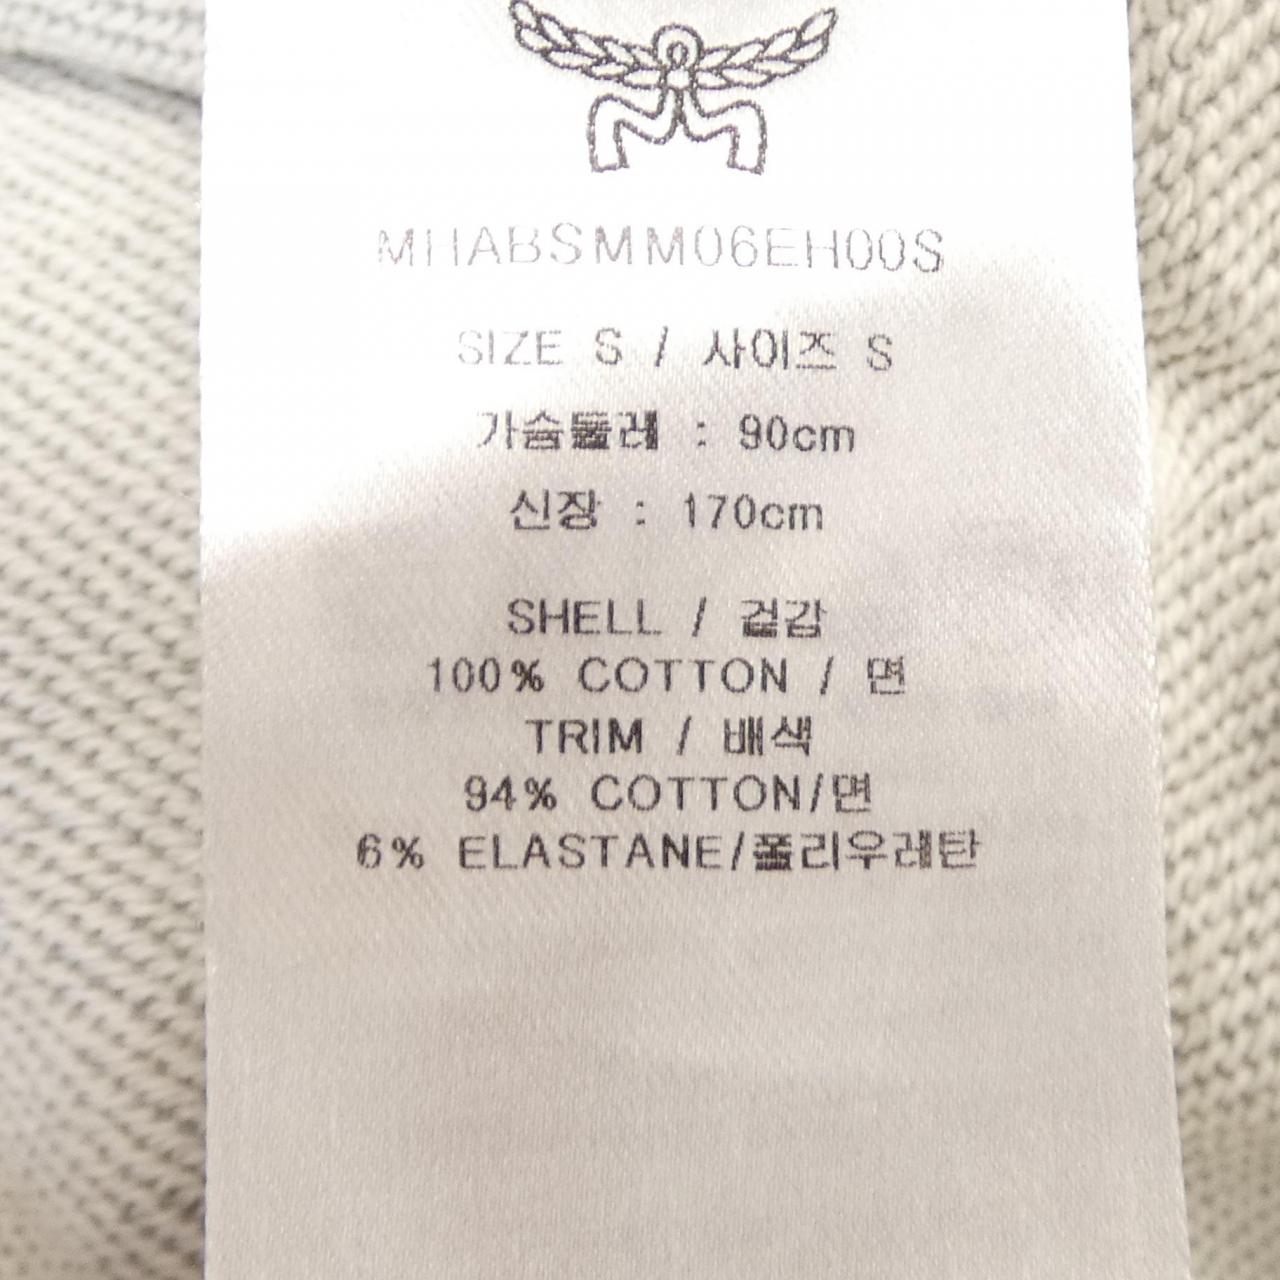 MHABSMM06EH00S
SIZE S / 사이즈 S
가슴둘레 : 90cm
신장 : 170cm
SHELL / 겉감
100% COTTON / 면
TRIM / 배색
94% COTTON/면
6% ELASTANE/폴리우레탄